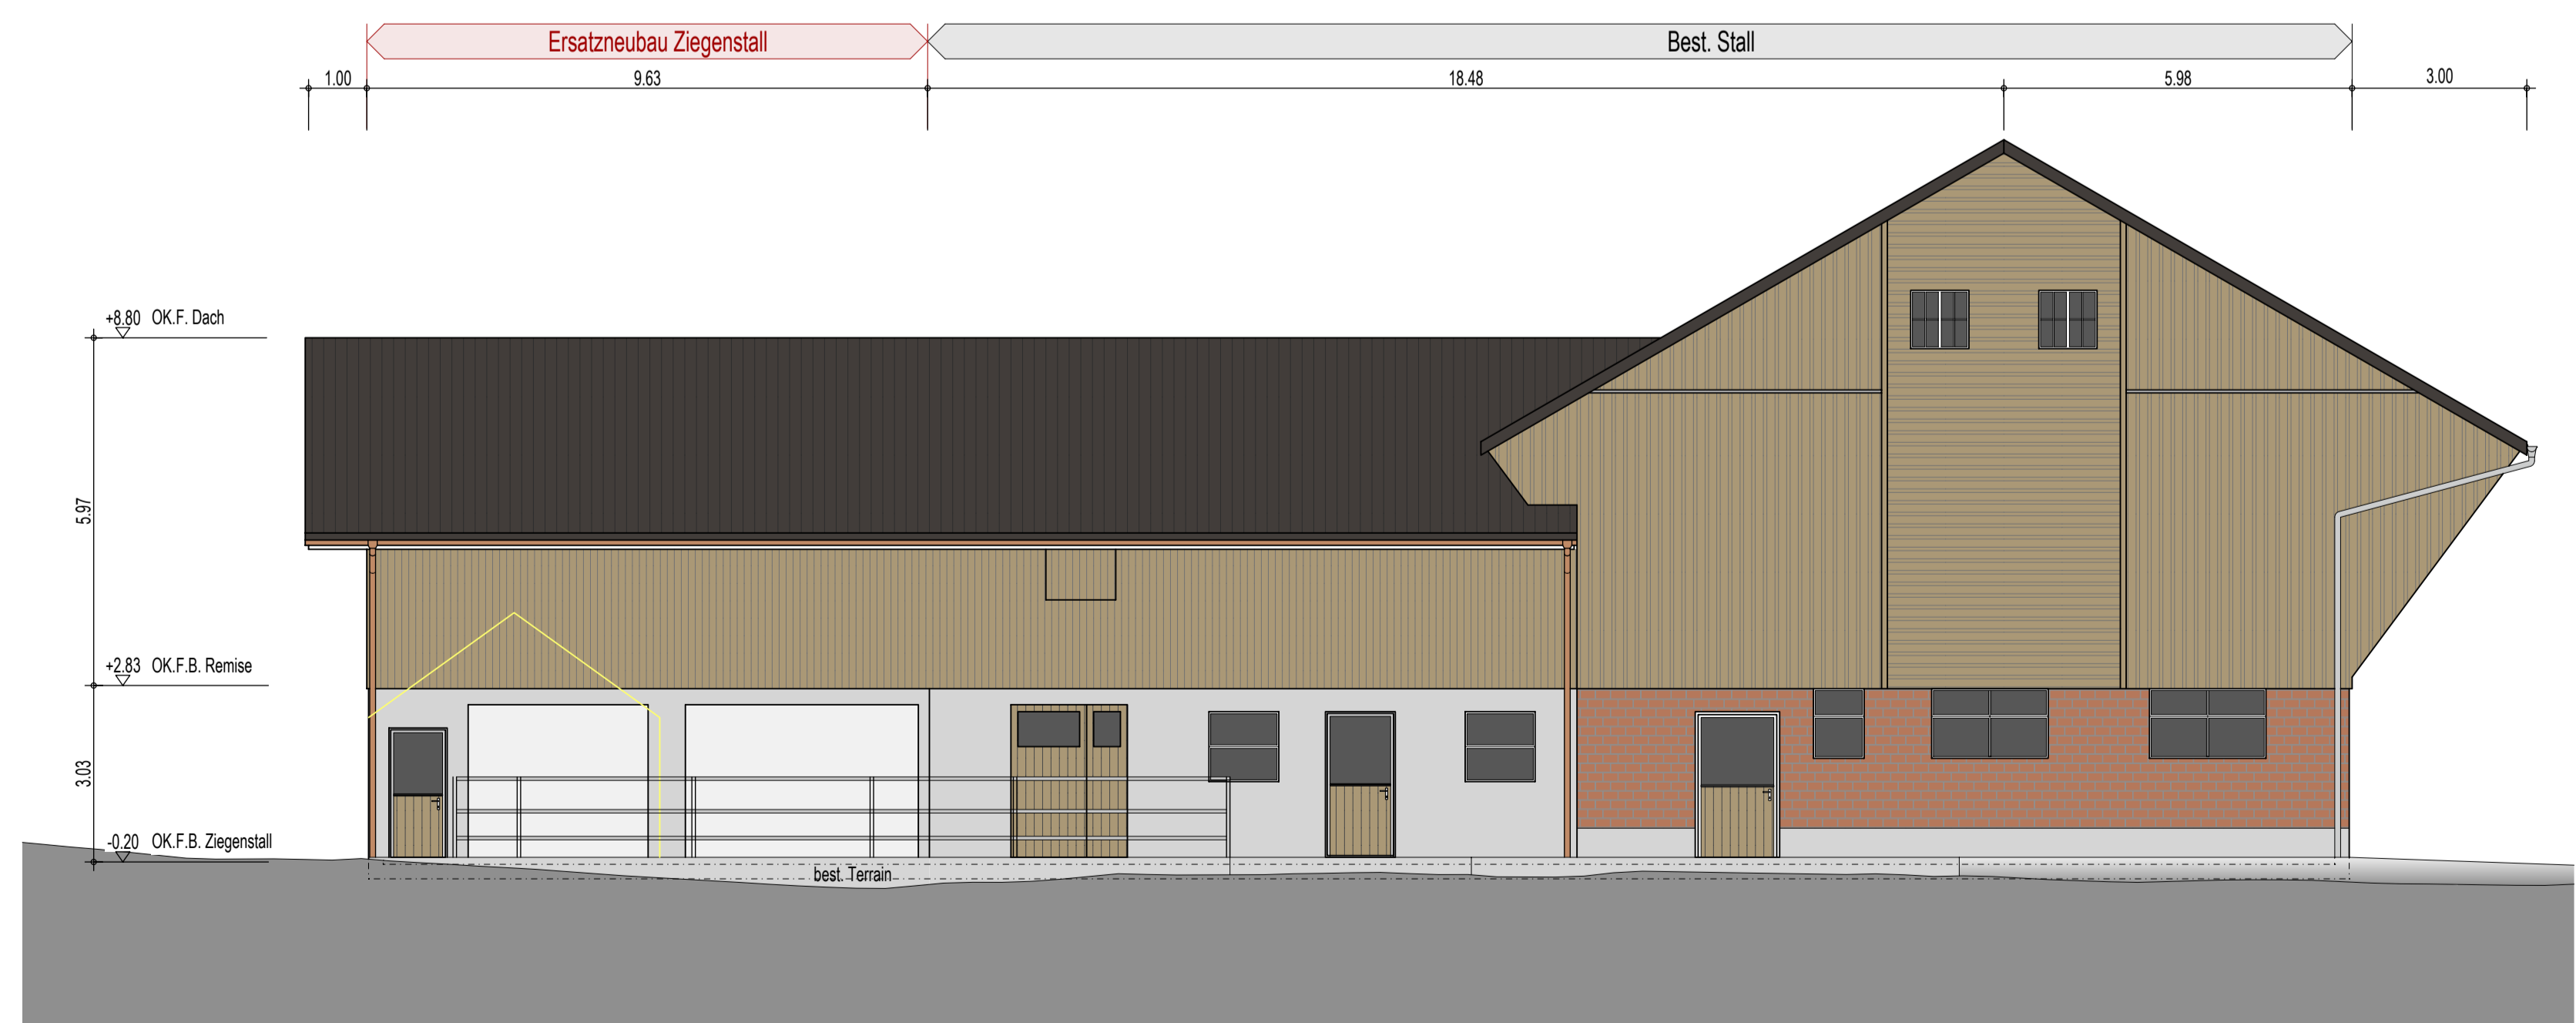 Ersatzneubau Ziegenstall
Best. Stall
1.00
9.63
18.48
5.98
3.00
+8.80 OK.F. Dach
5.97
+2.83 OK.F.B. Remise
3.03
-0.20 OK.F.B. Ziegenstall
best. Terrain